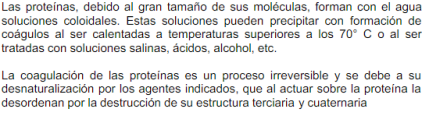 Las proteínas, debido al gran tamaño de sus moléculas, forman con el agua
soluciones coloidales. Estas soluciones pueden precipitar con formación de
coágulos al ser calentadas a temperaturas superiores a los 70° C o al ser
tratadas con soluciones salinas, ácidos, alcohol, etc.
La coagulación de las proteínas es un proceso irreversible y se debe a su
desnaturalización por los agentes indicados, que al actuar sobre la proteína la
desordenan por la destrucción de su estructura terciaria y cuaternaria